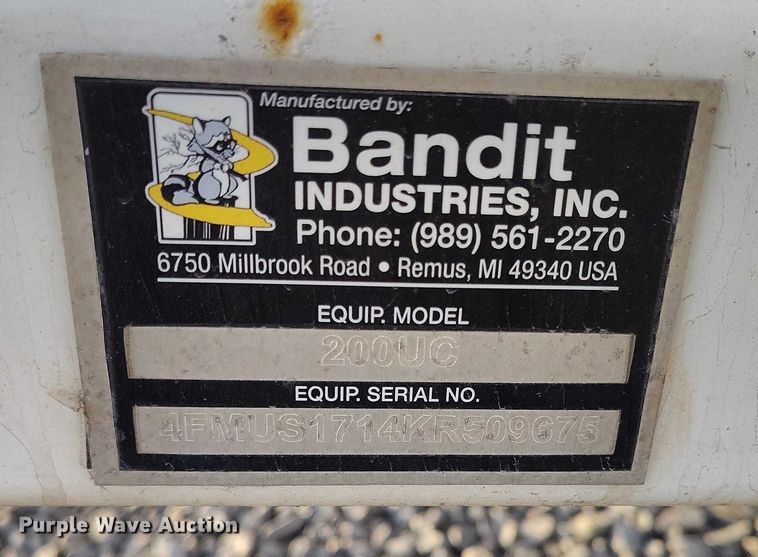 Manufactured by:
Bandit
INDUSTRIES, INC.
Phone: (989) 561-2270
6750 Millbrook Road • Remus, MI 49340 USA
EQUIP. MODEL
200UC
EQUIP. SERIAL NO.
4FMUS1714KR509675
Purple Wave Auction